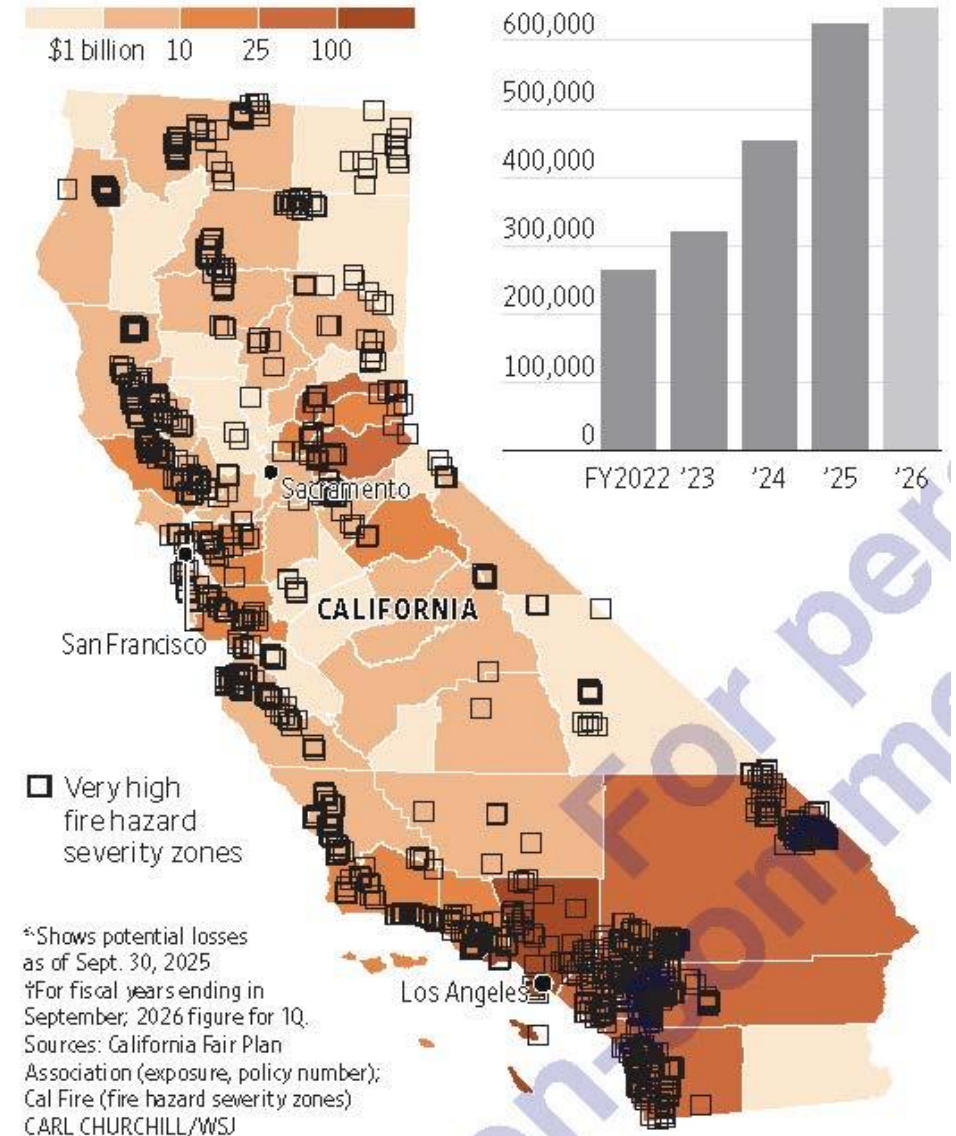 $1 billion 10 25 100
600,000
500,000
400,000
300,000
200,000
100,000
0
FY2022 ’23 ’24 ’25 ’26
Sacramento
CALIFORNIA
San Francisco
Los Angeles
Very high
fire hazard
severity zones
*Shows potential losses
as of Sept. 30, 2025
†For fiscal years ending in
September; 2026 figure for 1Q.
Sources: California Fair Plan
Association (exposure, policy number);
Cal Fire (fire hazard severity zones)
CARL CHURCHILL/WSJ
For pers